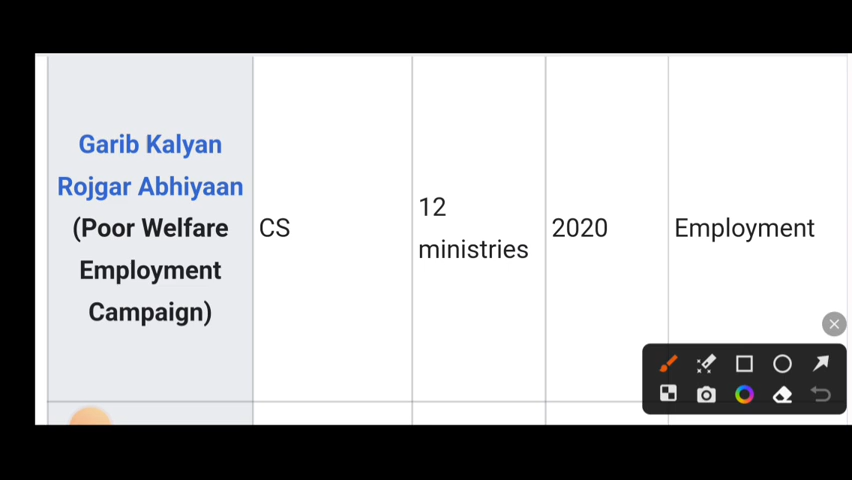 Garib Kalyan
Rojgar Abhiyaan
(Poor Welfare
Employment
Campaign)
CS
12
ministries
2020
Employment